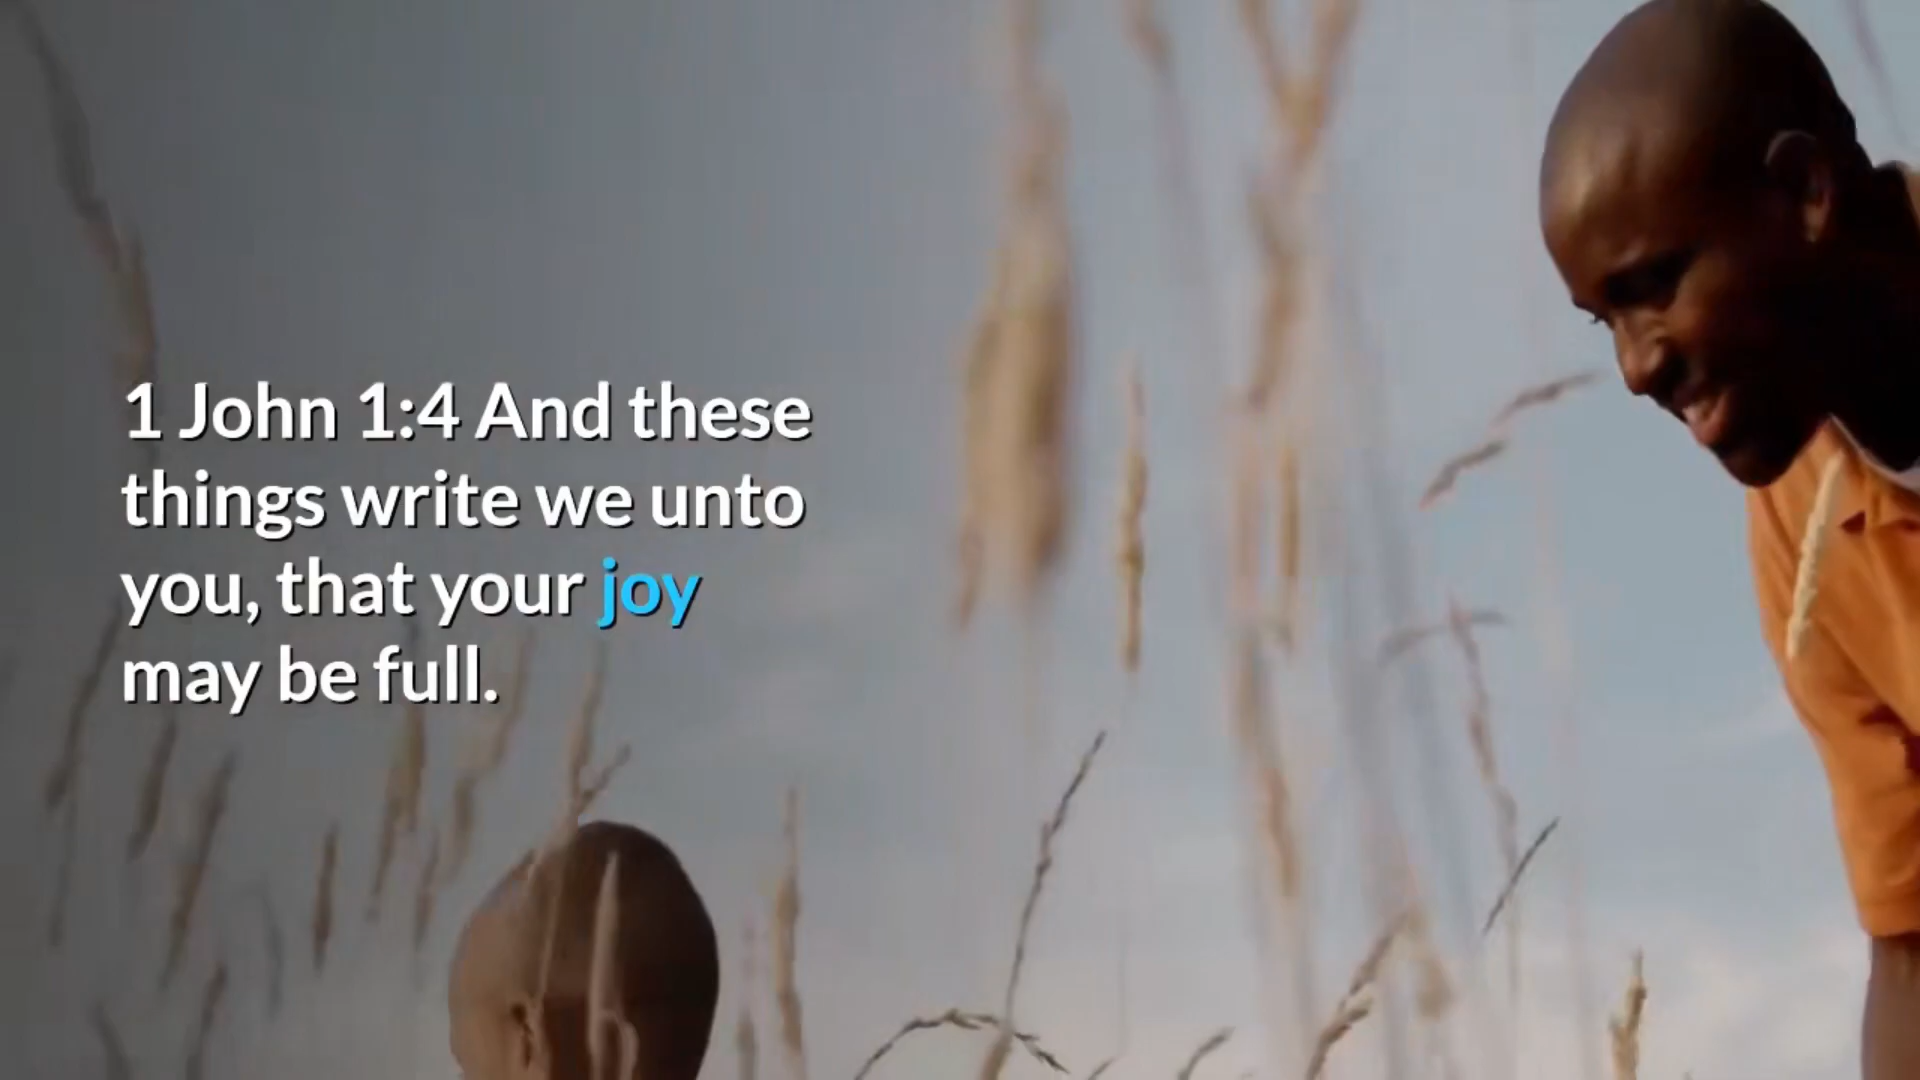 1 John 1:4 And these
things write we unto
you, that your joy
may be full.